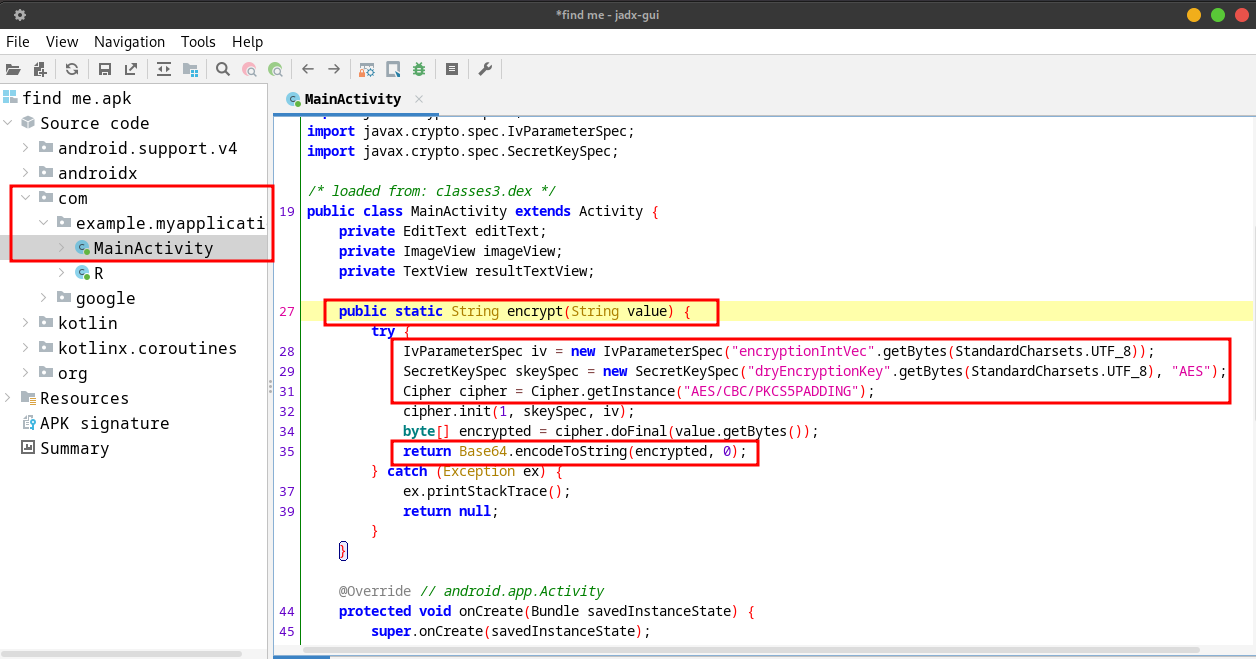 *find me - jadx-gui
File View Navigation Tools Help
find me.apk
Source code
android.support.v4
androidx
com
example.myapplicati
MainActivity
R
google
kotlin
kotlinx.coroutines
org
Resources
APK signature
Summary
MainActivity
import javax.crypto.spec.IvParameterSpec;
import javax.crypto.spec.SecretKeySpec;
/* loaded from: classes3.dex */
19 public class MainActivity extends Activity {
private EditText editText;
private ImageView imageView;
private TextView resultTextView;
27 public static String encrypt(String value) {
try {
28 IvParameterSpec iv = new IvParameterSpec("encryptionIntVec".getBytes(StandardCharsets.UTF_8));
29 SecretKeySpec skeySpec = new SecretKeySpec("dryEncryptionKey".getBytes(StandardCharsets.UTF_8), "AES");
31 Cipher cipher = Cipher.getInstance("AES/CBC/PKCS5PADDING");
32 cipher.init(1, skeySpec, iv);
34 byte[] encrypted = cipher.doFinal(value.getBytes());
35 return Base64.encodeToString(encrypted, 0);
} catch (Exception ex) {
37 ex.printStackTrace();
39 return null;
}
}
@Override // android.app.Activity
44 protected void onCreate(Bundle savedInstanceState) {
45 super.onCreate(savedInstanceState);